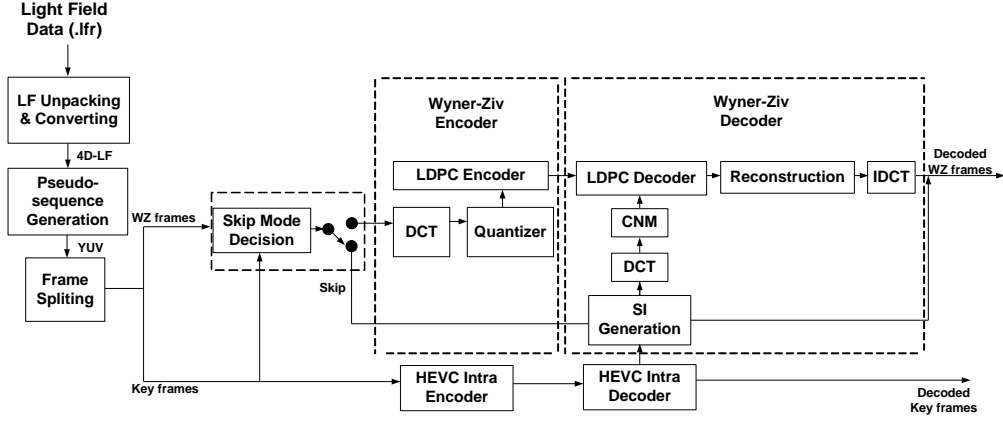 Light Field
Data (.lfr)
LF Unpacking
& Converting
4D-LF
Pseudo-
sequence
Generation
YUV
Frame
Spliting
WZ frames
Key frames
Skip Mode
Decision
Skip
Wyner-Ziv
Encoder
LDPC Encoder
DCT
Quantizer
Wyner-Ziv
Decoder
LDPC Decoder
Reconstruction
IDCT
CNM
DCT
SI
Generation
HEVC Intra
Encoder
HEVC Intra
Decoder
Decoded
WZ frames
Decoded
Key frames